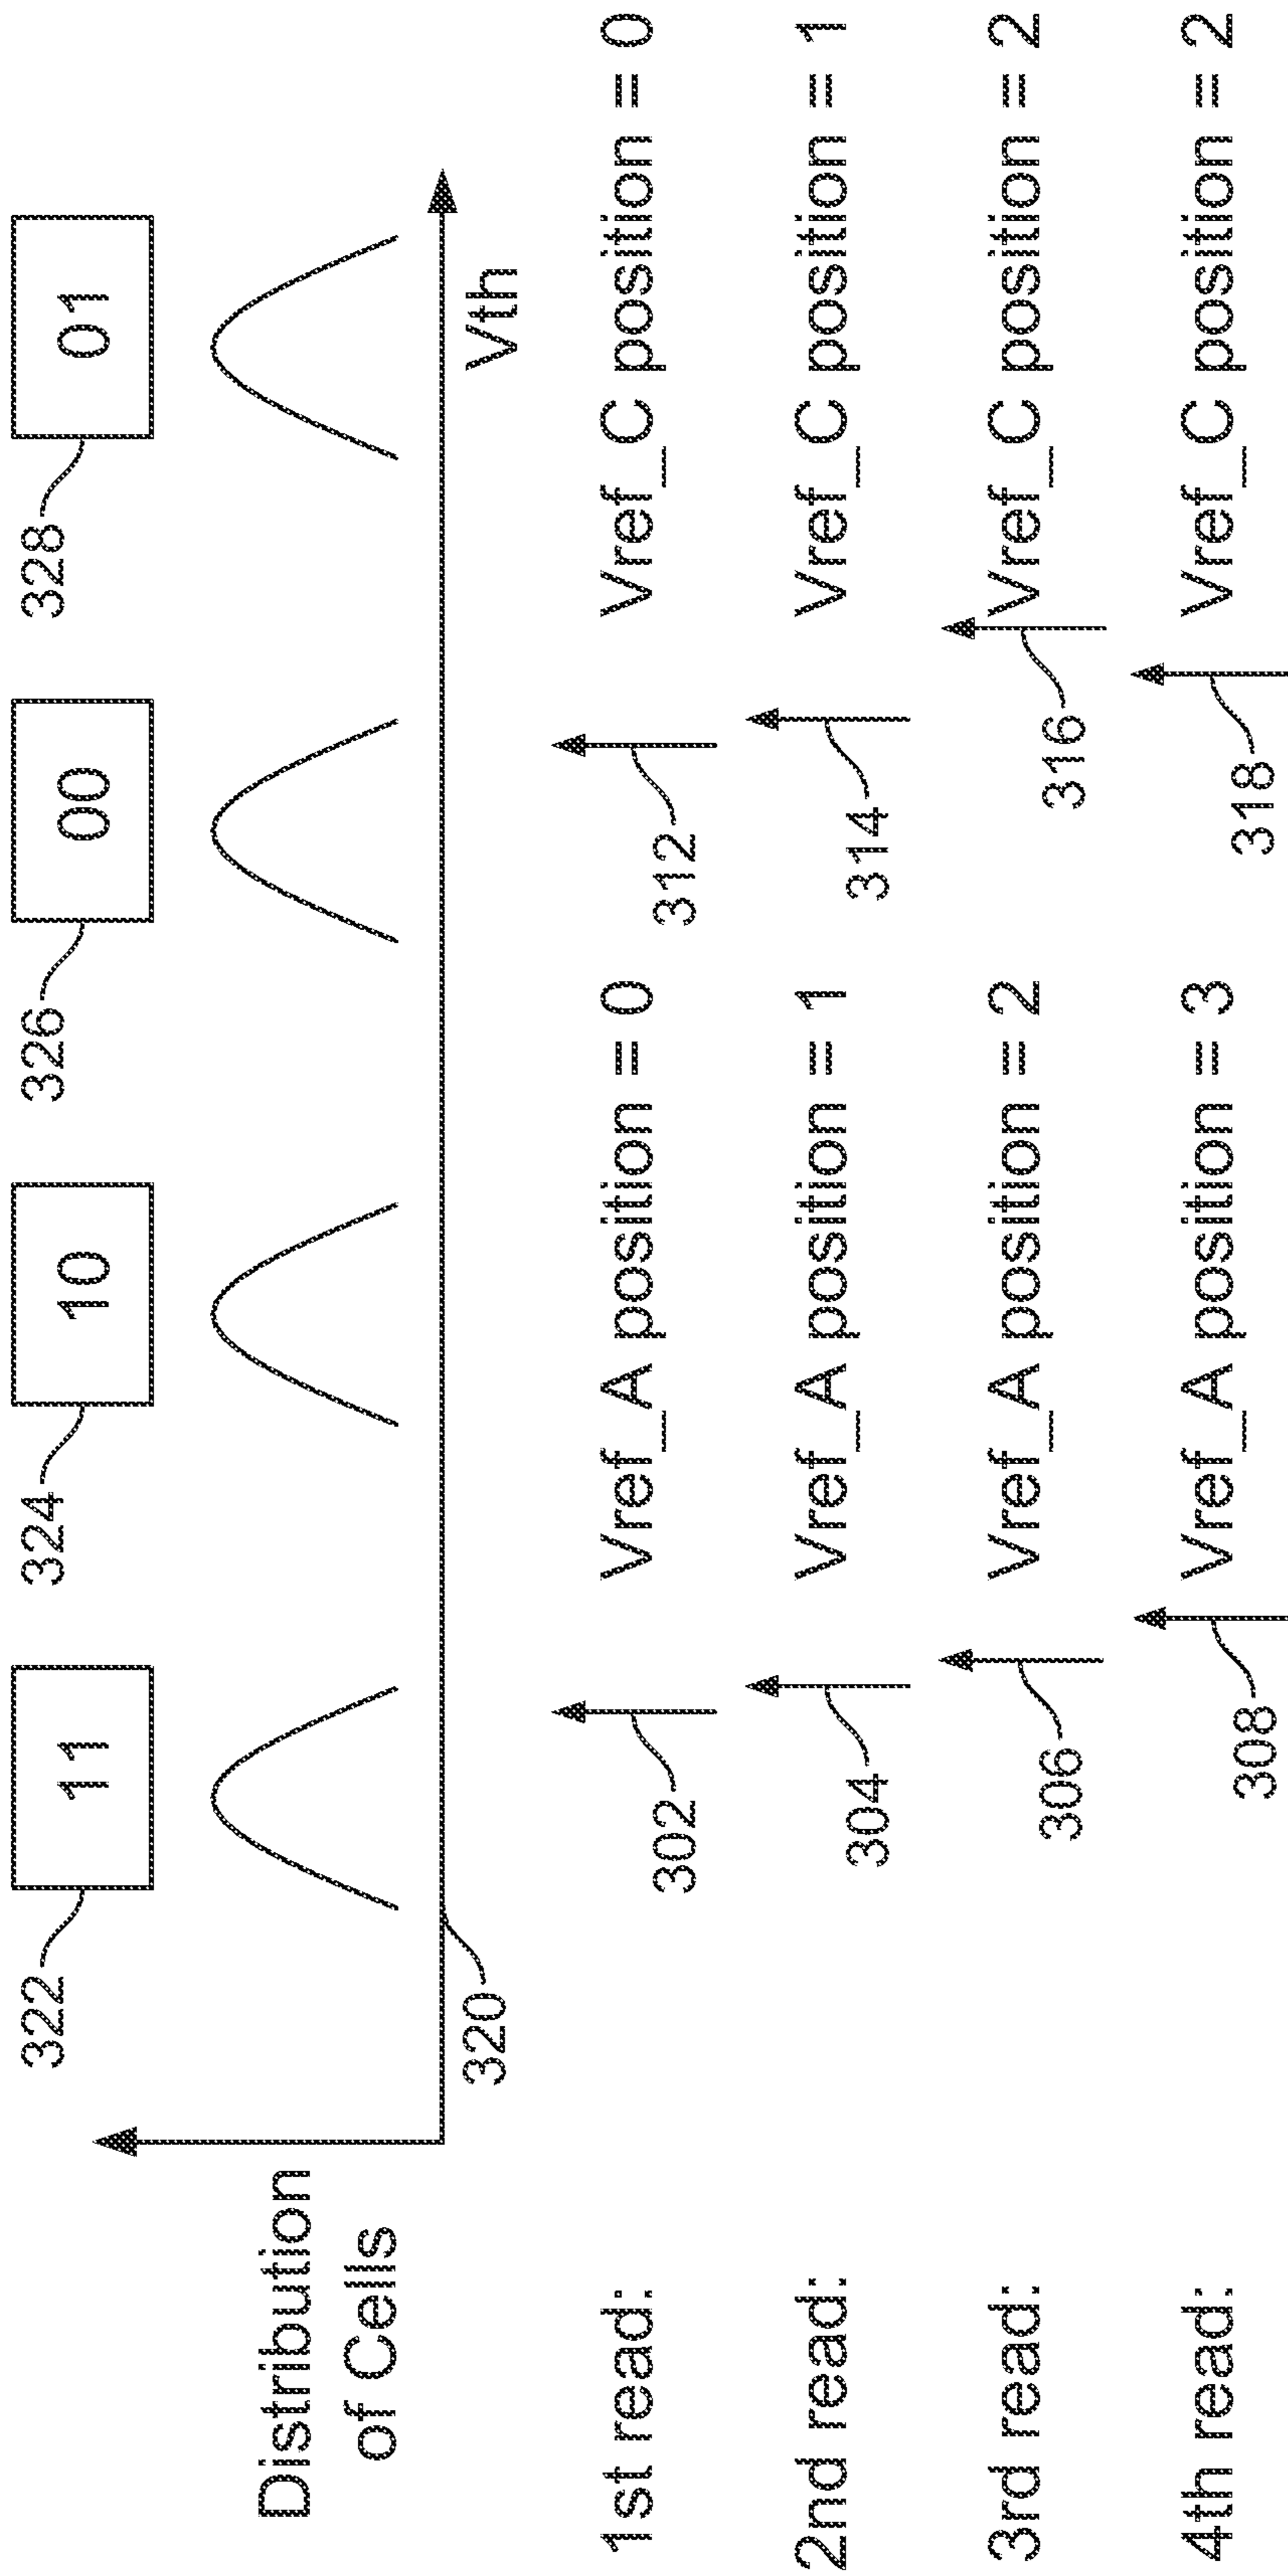 322 324 326 328
11 10 00 01
Distribution
of Cells
320 Vth
1st read: 302 Vref_A position = 0 312 Vref_C position = 0
2nd read: 304 Vref_A position = 1 314 Vref_C position = 1
3rd read: 306 Vref_A position = 2 316 Vref_C position = 2
4th read: 308 Vref_A position = 3 318 Vref_C position = 2